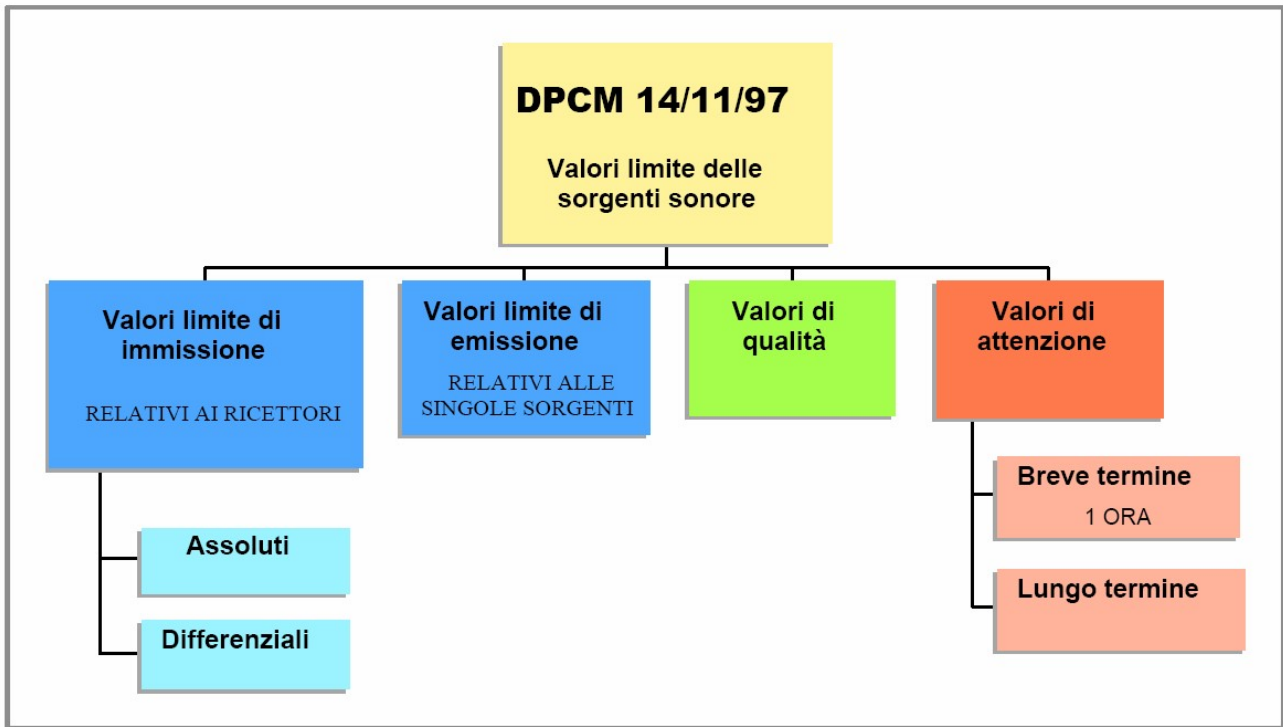 DPCM 14/11/97
Valori limite delle
sorgenti sonore
Valori limite di
immissione
RELATIVI AI RICETTORI
Valori limite di
emissione
RELATIVI ALLE
SINGOLE SORGENTI
Valori di
qualità
Valori di
attenzione
Assoluti
Differenziali
Breve termine
1 ORA
Lungo termine